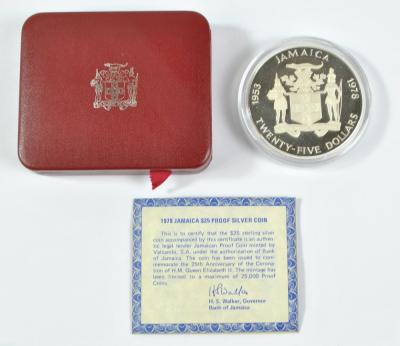 JAMAICA
1953
1978
TWENTY-FIVE DOLLARS
1978 JAMAICA $25 PROOF SILVER COIN
This is to certify that the $25 sterling silver
coin accompanied by this certificate is an authen-
tic legal tender Jamaican Proof Coin minted by
Valcambi, S.A. under the authorization of Bank
of Jamaica. The coin has been issued to com-
memorate the 25th Anniversary of the Corona-
tion of H.M. Queen Elizabeth II. The mintage has
been limited to a maximum of 25,000 Proof
Coins.
H. S. Walker, Governor
Bank of Jamaica